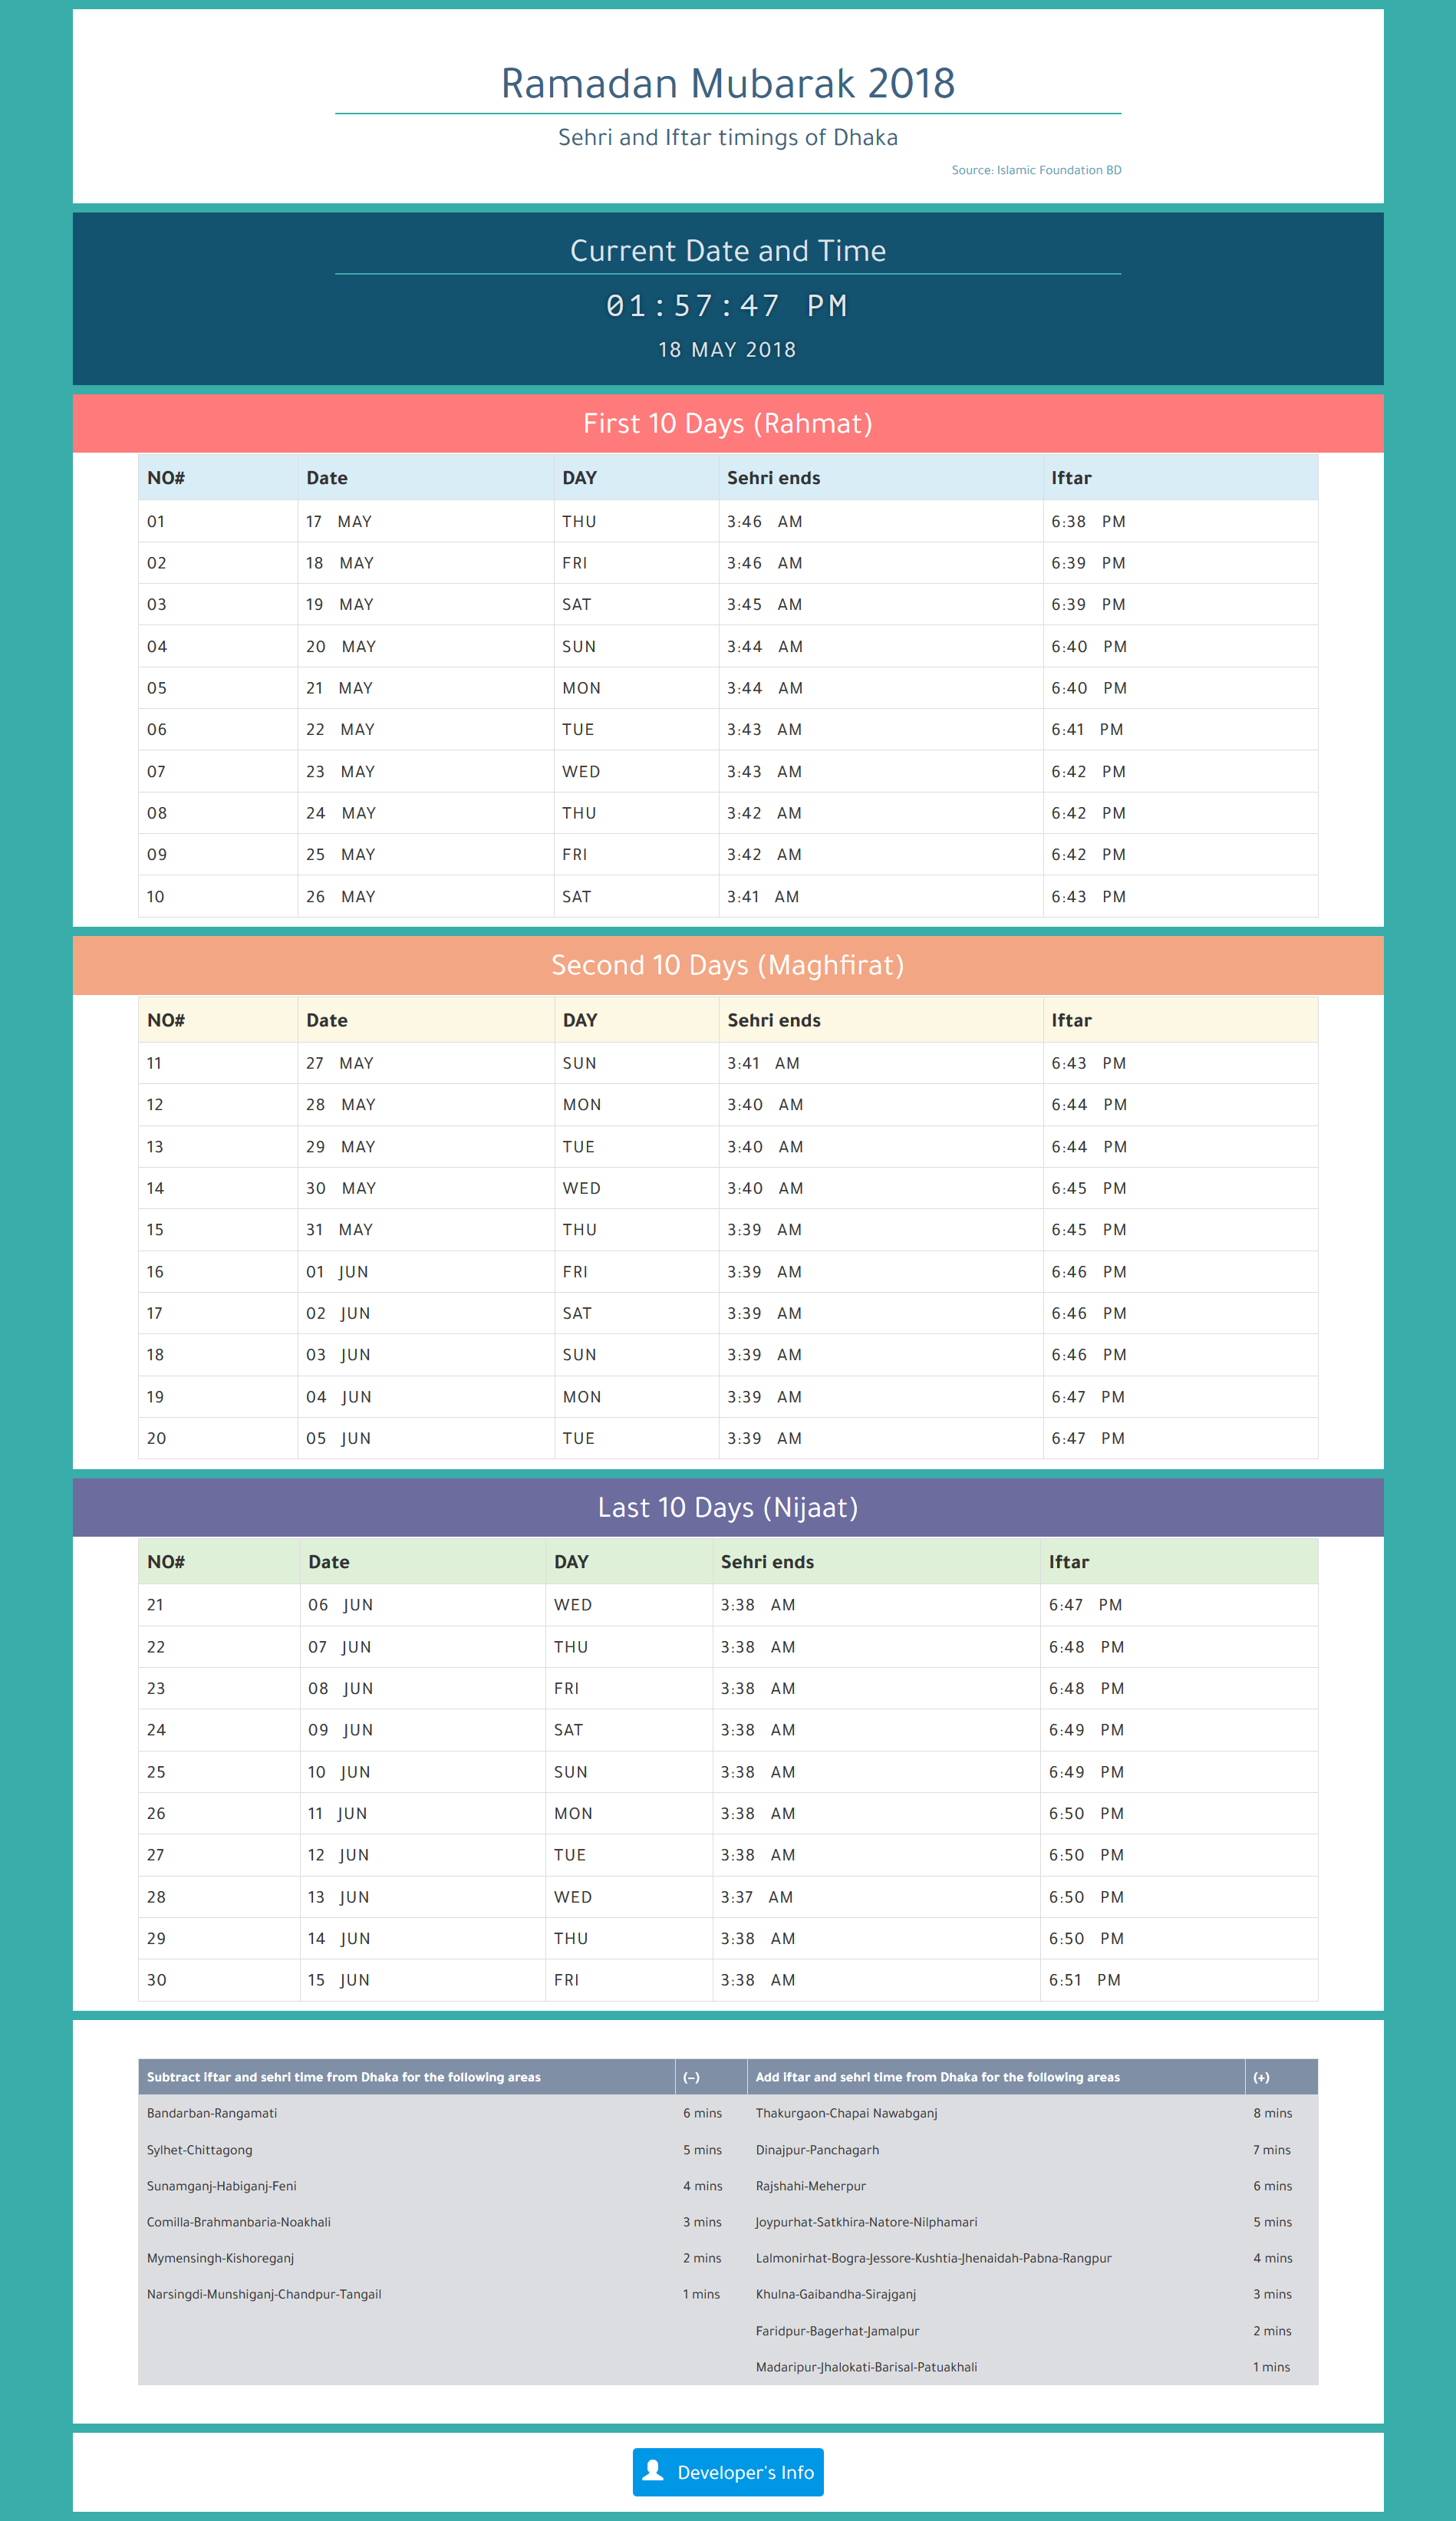 Ramadan Mubarak 2018
Sehri and Iftar timings of Dhaka
Source: Islamic Foundation BD
Current Date and Time
01:57:47 PM
18 MAY 2018
First 10 Days (Rahmat)
NO# Date DAY Sehri ends Iftar
01 17 MAY THU 3:46 AM 6:38 PM
02 18 MAY FRI 3:46 AM 6:39 PM
03 19 MAY SAT 3:45 AM 6:39 PM
04 20 MAY SUN 3:44 AM 6:40 PM
05 21 MAY MON 3:44 AM 6:40 PM
06 22 MAY TUE 3:43 AM 6:41 PM
07 23 MAY WED 3:43 AM 6:42 PM
08 24 MAY THU 3:42 AM 6:42 PM
09 25 MAY FRI 3:42 AM 6:42 PM
10 26 MAY SAT 3:41 AM 6:43 PM
Second 10 Days (Maghfirat)
NO# Date DAY Sehri ends Iftar
11 27 MAY SUN 3:41 AM 6:43 PM
12 28 MAY MON 3:40 AM 6:44 PM
13 29 MAY TUE 3:40 AM 6:44 PM
14 30 MAY WED 3:40 AM 6:45 PM
15 31 MAY THU 3:39 AM 6:45 PM
16 01 JUN FRI 3:39 AM 6:46 PM
17 02 JUN SAT 3:39 AM 6:46 PM
18 03 JUN SUN 3:39 AM 6:46 PM
19 04 JUN MON 3:39 AM 6:47 PM
20 05 JUN TUE 3:39 AM 6:47 PM
Last 10 Days (Nijaat)
NO# Date DAY Sehri ends Iftar
21 06 JUN WED 3:38 AM 6:47 PM
22 07 JUN THU 3:38 AM 6:48 PM
23 08 JUN FRI 3:38 AM 6:48 PM
24 09 JUN SAT 3:38 AM 6:49 PM
25 10 JUN SUN 3:38 AM 6:49 PM
26 11 JUN MON 3:38 AM 6:50 PM
27 12 JUN TUE 3:38 AM 6:50 PM
28 13 JUN WED 3:37 AM 6:50 PM
29 14 JUN THU 3:38 AM 6:50 PM
30 15 JUN FRI 3:38 AM 6:51 PM
Subtract iftar and sehri time from Dhaka for the following areas (–) Add iftar and sehri time from Dhaka for the following areas (+)
Bandarban-Rangamati 6 mins Thakurgaon-Chapai Nawabganj 8 mins
Sylhet-Chittagong 5 mins Dinajpur-Panchagarh 7 mins
Sunamganj-Habiganj-Feni 4 mins Rajshahi-Meherpur 6 mins
Comilla-Brahmanbaria-Noakhali 3 mins Joypurhat-Satkhira-Natore-Nilphamari 5 mins
Mymensingh-Kishoreganj 2 mins Lalmonirhat-Bogra-Jessore-Kushtia-Jhenaidah-Pabna-Rangpur 4 mins
Narsingdi-Munshiganj-Chandpur-Tangail 1 mins Khulna-Gaibandha-Sirajganj 3 mins
Faridpur-Bagerhat-Jamalpur 2 mins
Madaripur-Jhalokati-Barisal-Patuakhali 1 mins
Developer's Info